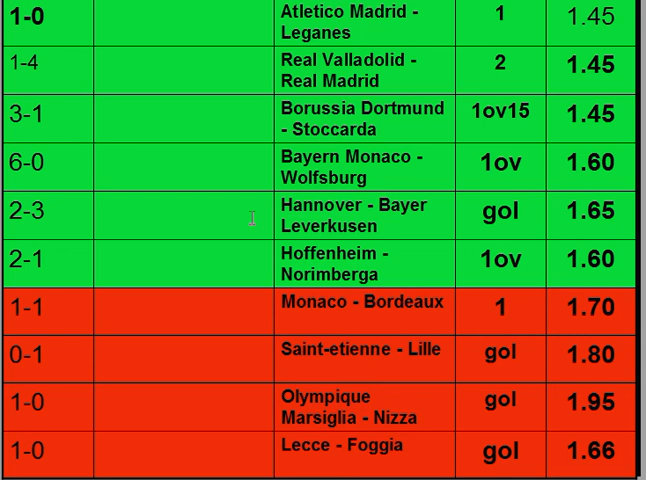 1-0 Atletico Madrid - 1 1.45
Leganes
1-4 Real Valladolid - 2 1.45
Real Madrid
3-1 Borussia Dortmund 1ov15 1.45
- Stoccarda
6-0 Bayern Monaco - 1ov 1.60
Wolfsburg
2-3 Hannover - Bayer gol 1.65
Leverkusen
2-1 Hoffenheim - 1ov 1.60
Norimberga
1-1 Monaco - Bordeaux 1 1.70
0-1 Saint-etienne - Lille gol 1.80
1-0 Olympique gol 1.95
Marsiglia - Nizza
1-0 Lecce - Foggia gol 1.66